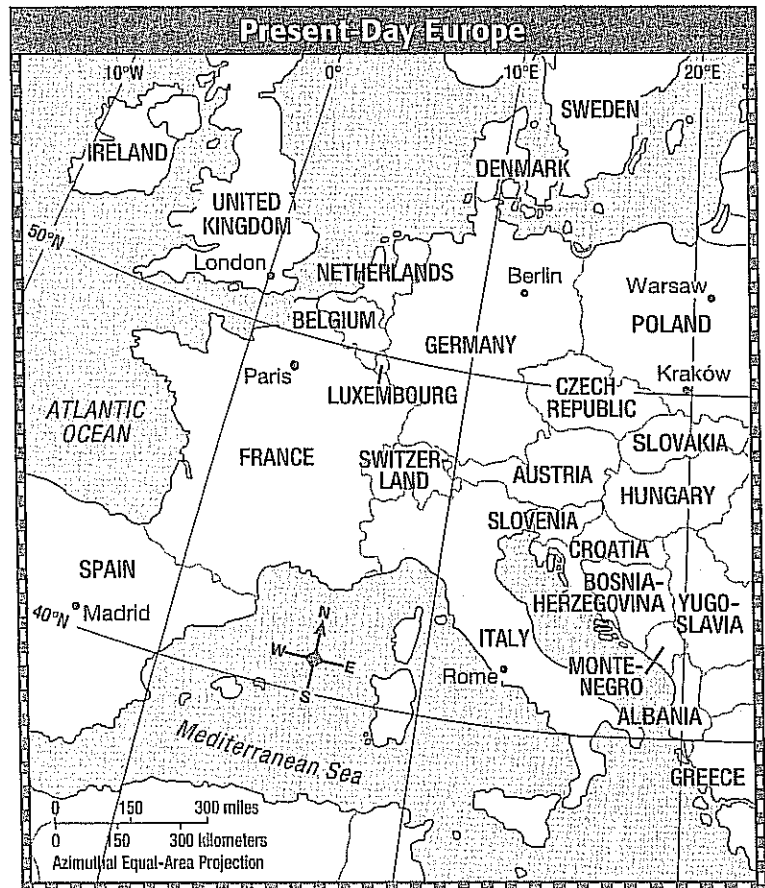 Present-Day Europe
10°W
0°
10°E
20°E
SWEDEN
IRELAND
DENMARK
UNITED
KINGDOM
50°N
London
NETHERLANDS
Berlin
Warsaw
BELGIUM
POLAND
GERMANY
Paris
LUXEMBOURG
CZECH
REPUBLIC
Kraków
ATLANTIC
OCEAN
FRANCE
SWITZER-
LAND
AUSTRIA
SLOVAKIA
HUNGARY
SLOVENIA
CROATIA
SPAIN
BOSNIA-
HERZEGOVINA
YUGO-
SLAVIA
40°N
Madrid
N
W
E
S
ITALY
Rome
MONTE-
NEGRO
ALBANIA
Mediterranean Sea
GREECE
0 150 300 miles
0 150 300 kilometers
Azimuthal Equal-Area Projection